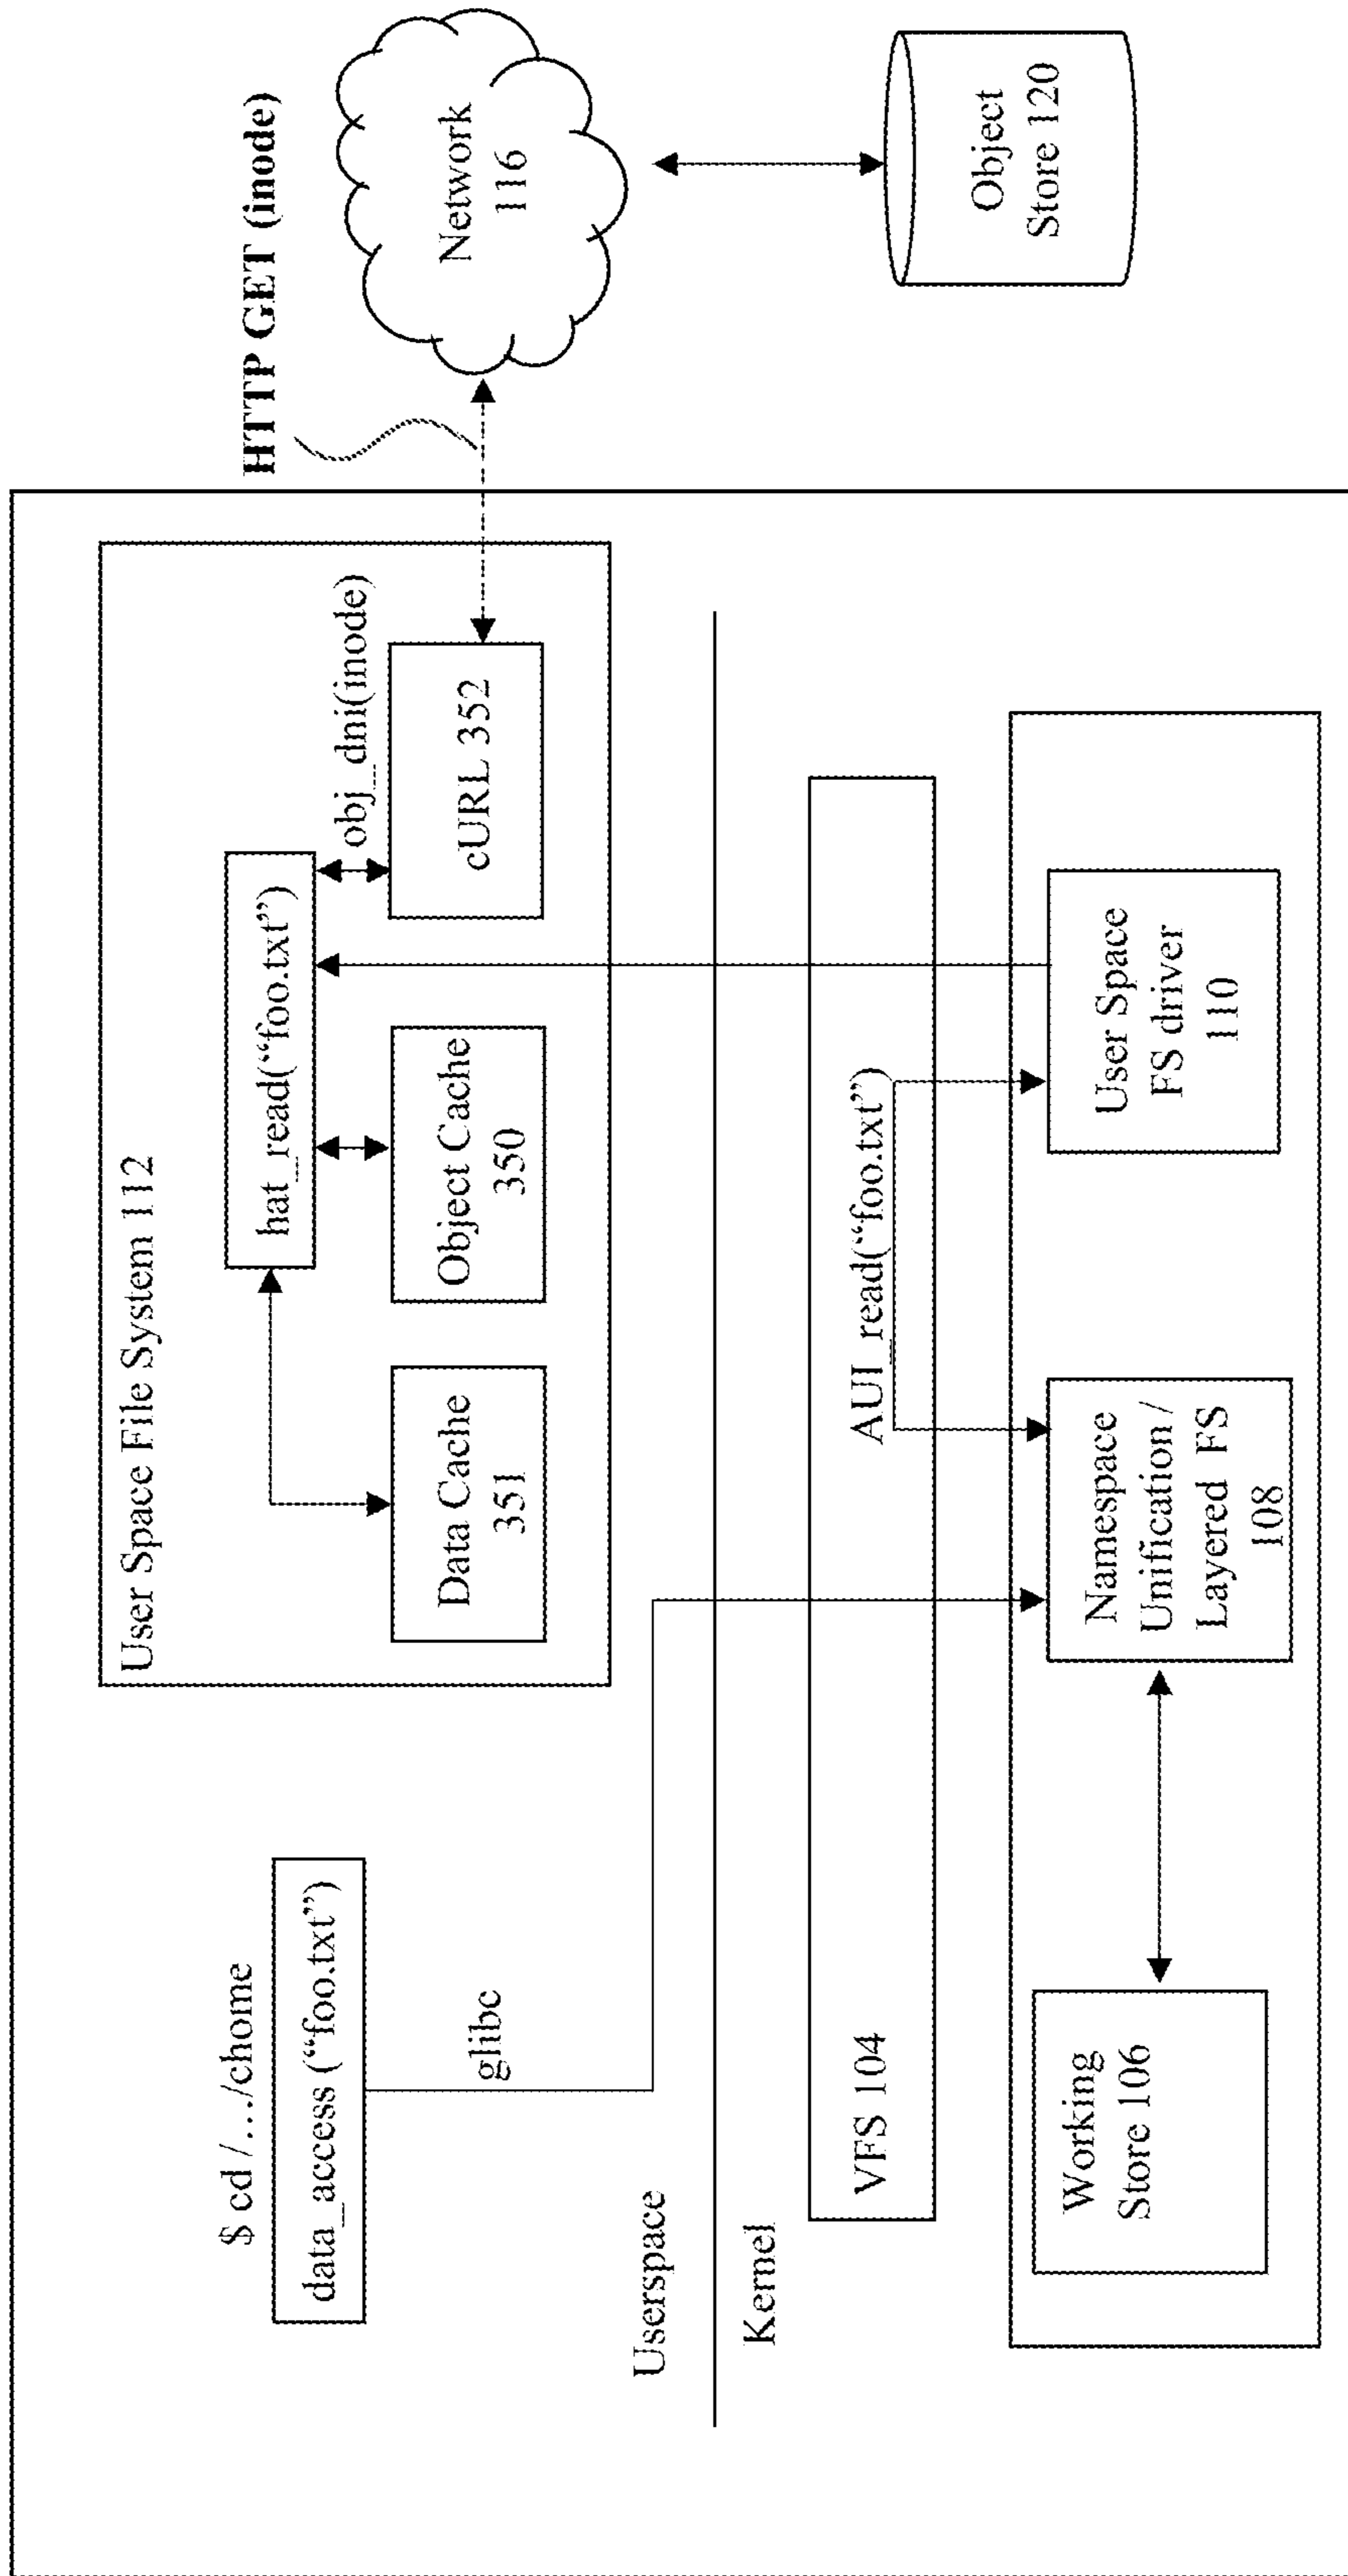 $ cd /.../chome
data_access (“foo.txt”)
glibc
User Space File System 112
hat_read(“foo.txt”)
Data Cache
351
Object Cache
350
obj_dni(inode)
cURL 352
HTTP GET (inode)
Network
116
Object
Store 120
Userspace
Kernel
VFS 104
AUI_read(“foo.txt”)
Working
Store 106
Namespace
Unification /
Layered FS
108
User Space
FS driver
110